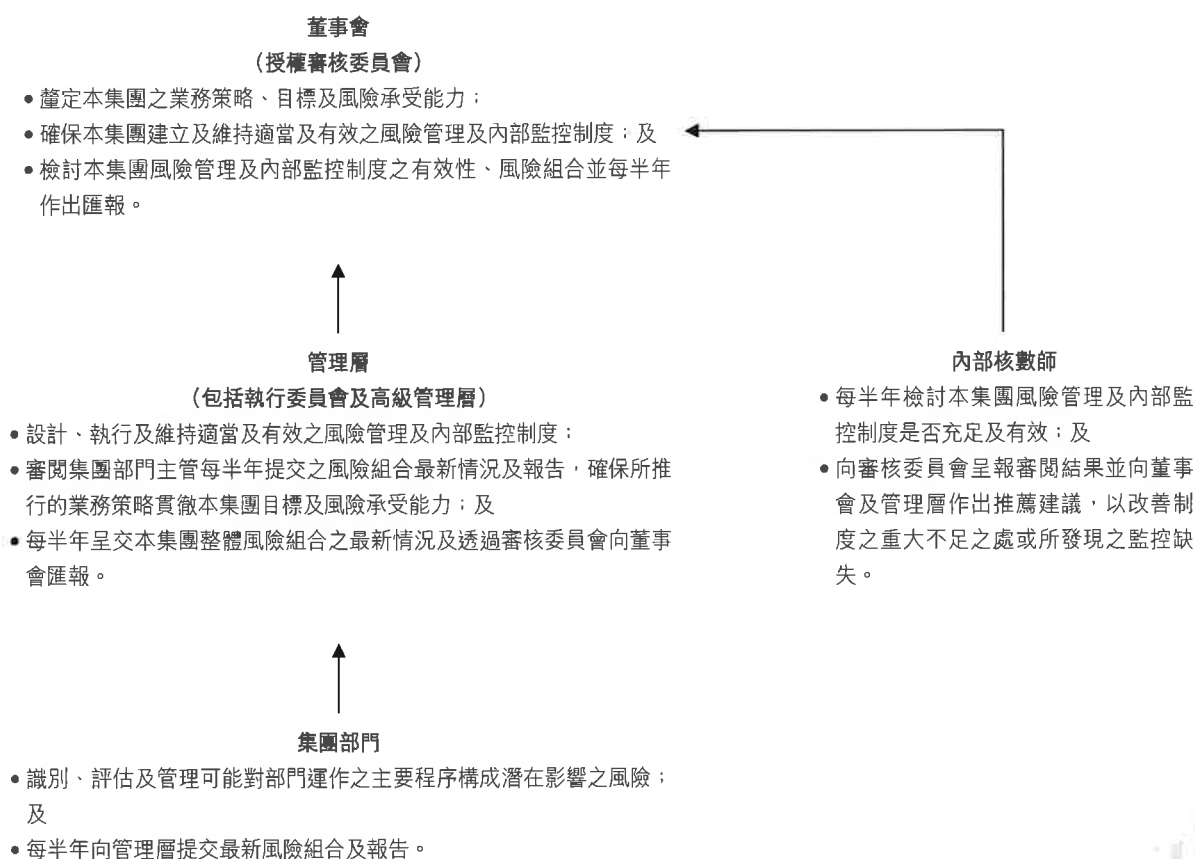 董事會
（授權審核委員會）
• 釐定本集團之業務策略、目標及風險承受能力；
• 確保本集團建立及維持適當及有效之風險管理及內部監控制度；及
• 檢討本集團風險管理及內部監控制度之有效性、風險組合並每半年
作出匯報。
管理層
（包括執行委員會及高級管理層）
• 設計、執行及維持適當及有效之風險管理及內部監控制度；
• 審閱集團部門主管每半年提交之風險組合最新情況及報告，確保所推
行的業務策略貫徹本集團目標及風險承受能力；及
• 每半年呈交本集團整體風險組合之最新情況及透過審核委員會向董事
會匯報。
內部核數師
• 每半年檢討本集團風險管理及內部監
控制度是否充足及有效；及
• 向審核委員會呈報審閱結果並向董事
會及管理層作出推薦建議，以改善制
度之重大不足之處或所發現之監控缺
失。
集團部門
• 識別、評估及管理可能對部門運作之主要程序構成潛在影響之風險；
及
• 每半年向管理層提交最新風險組合及報告。